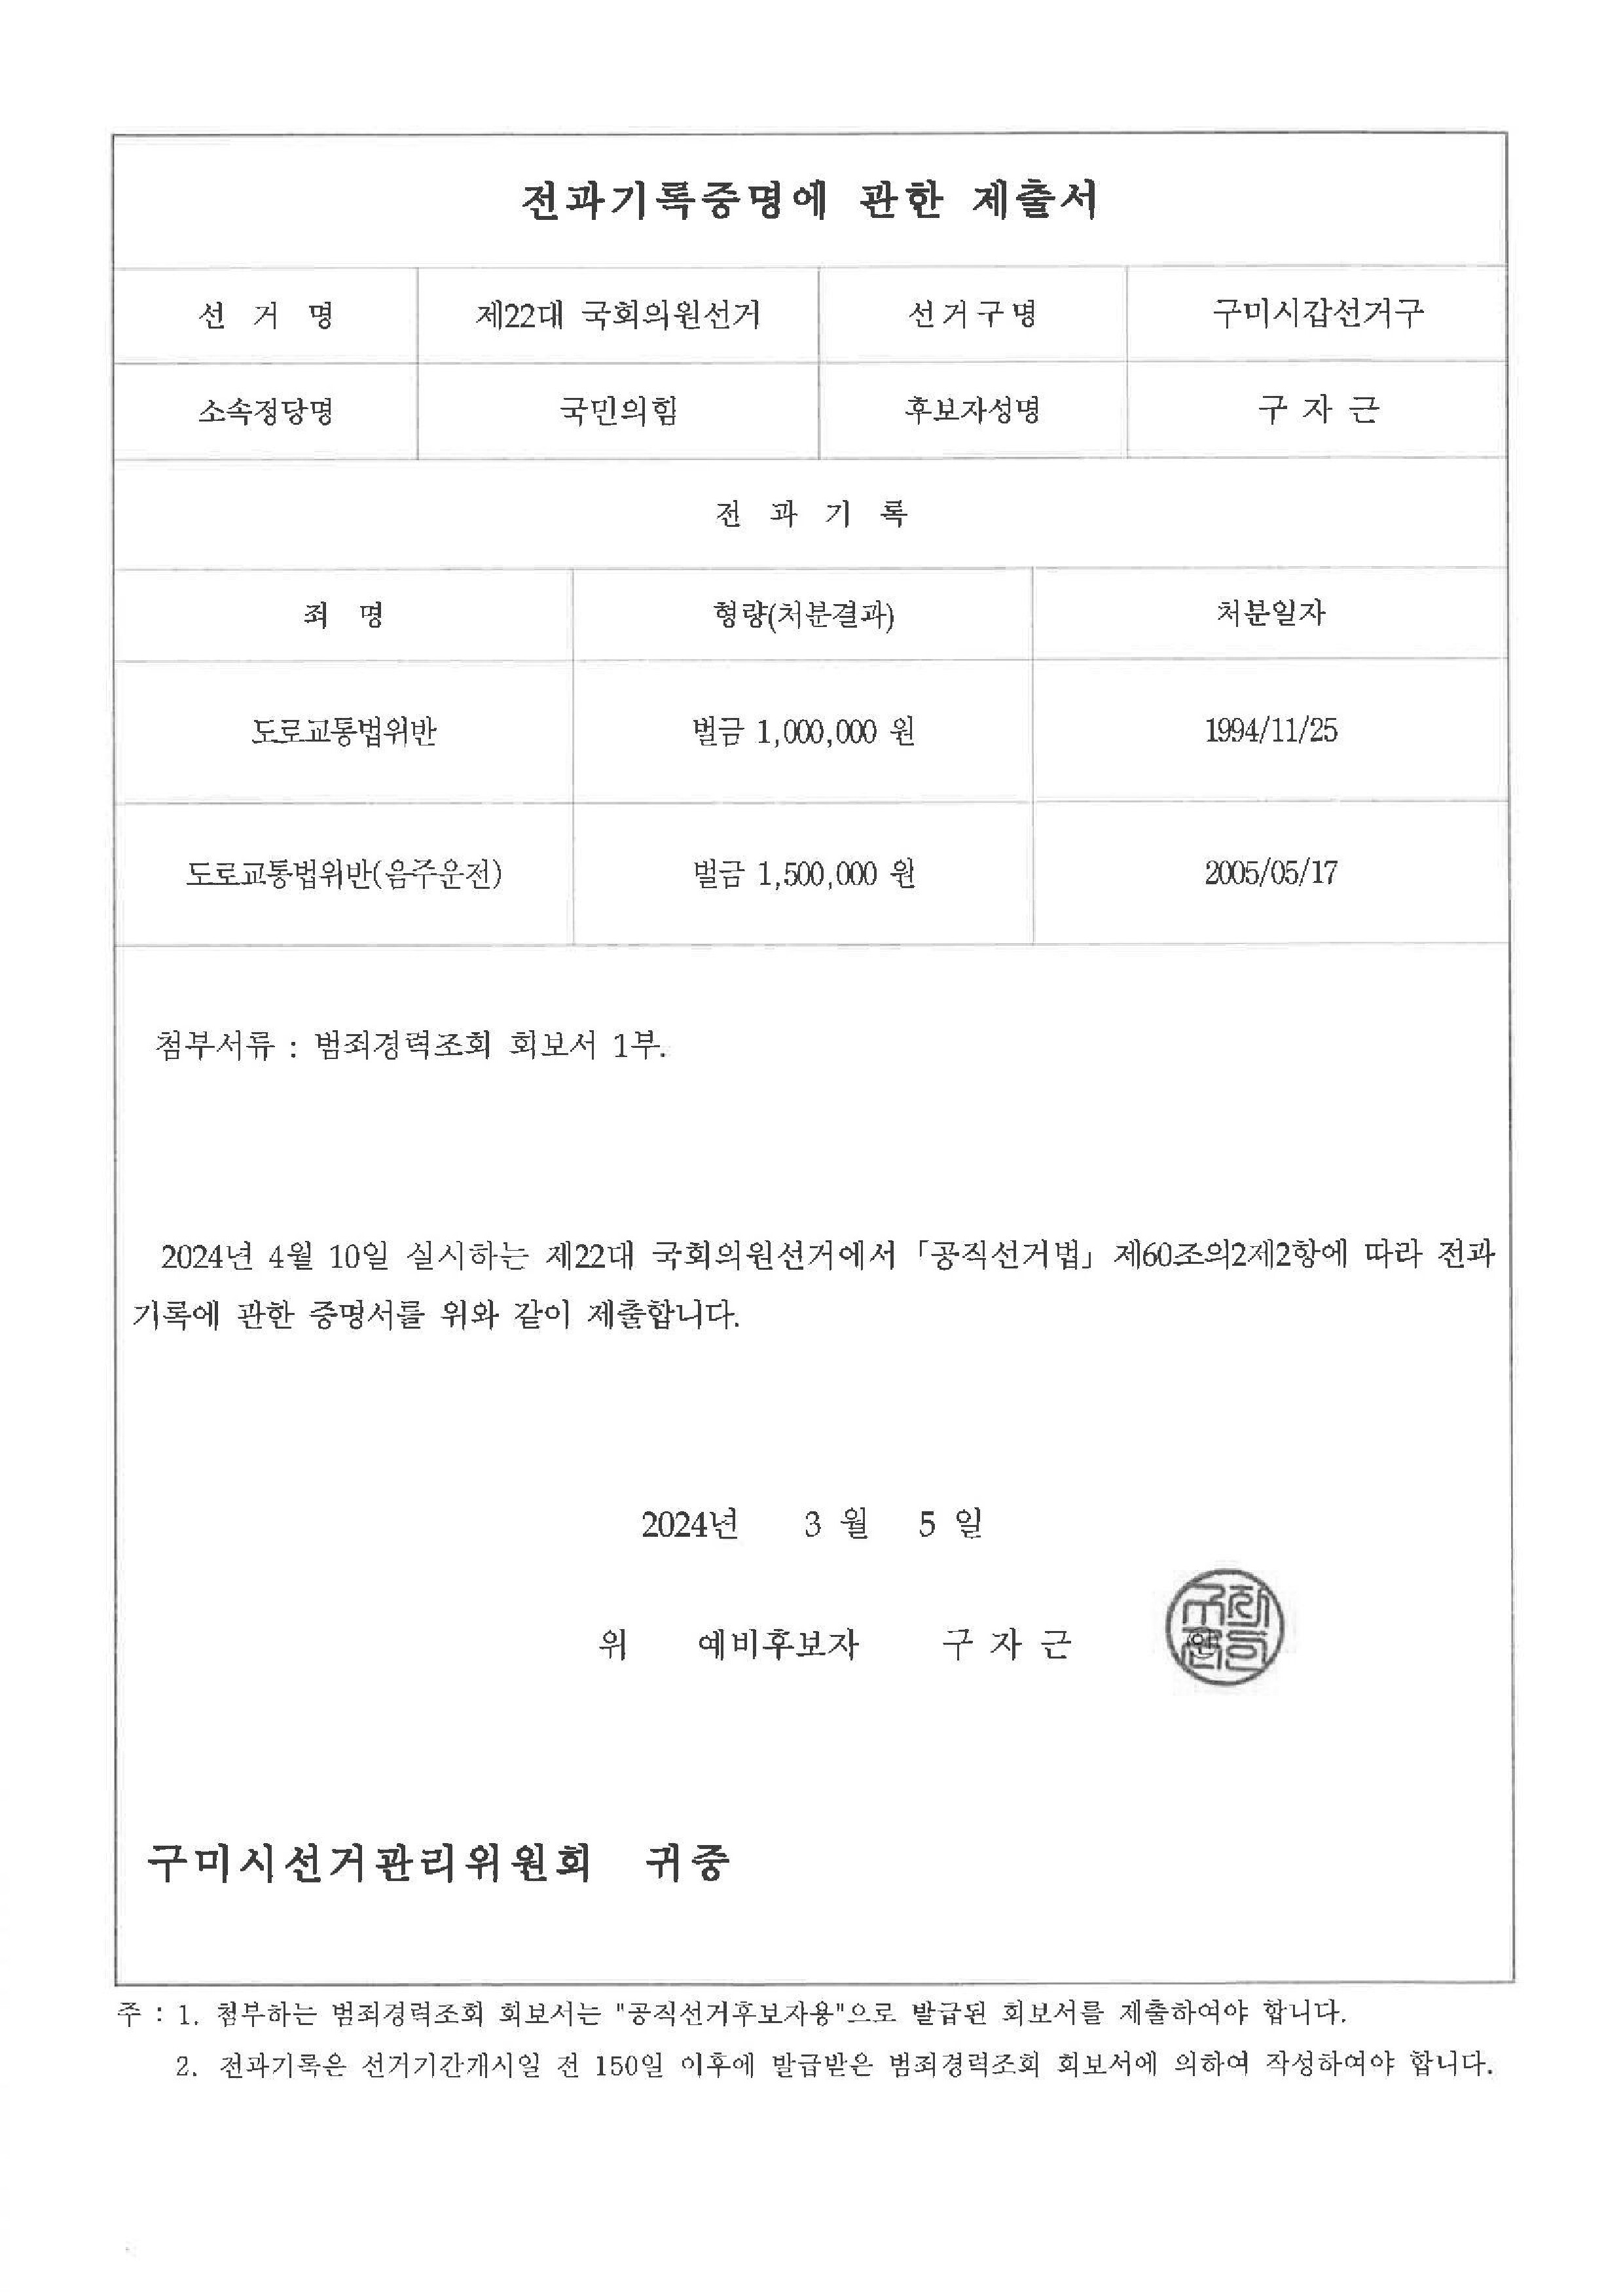 전과기록증명에 관한 제출서
선 거 명 제22대 국회의원선거 선거구명 구미시갑선거구
소속정당명 국민의힘 후보자성명 구 자 근
전 과 기 록
죄 명 형량(처분결과) 처분일자
도로교통법위반 벌금 1,000,000 원 1994/11/25
도로교통법위반(음주운전) 벌금 1,500,000 원 2005/05/17
첨부서류 : 범죄경력조회 회보서 1부.
2024년 4월 10일 실시하는 제22대 국회의원선거에서 「공직선거법」 제60조의2제2항에 따라 전과
기록에 관한 증명서를 위와 같이 제출합니다.
2024년 3 월 5 일
위 예비후보자 구 자 근
구미시선거관리위원회 귀중
주 : 1. 첨부하는 범죄경력조회 회보서는 "공직선거후보자용"으로 발급된 회보서를 제출하여야 합니다.
2. 전과기록은 선거기간개시일 전 150일 이후에 발급받은 범죄경력조회 회보서에 의하여 작성하여야 합니다.